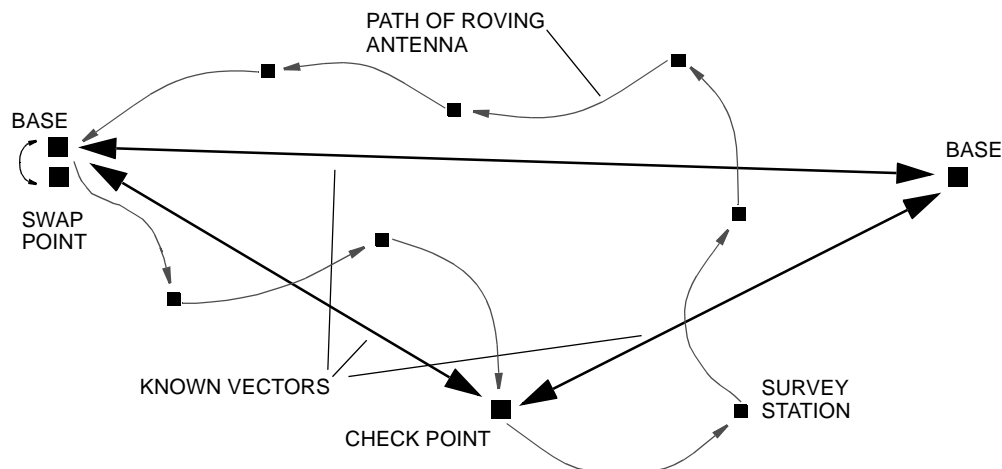 PATH OF ROVING
ANTENNA
BASE
BASE
SWAP
POINT
KNOWN VECTORS
SURVEY
STATION
CHECK POINT